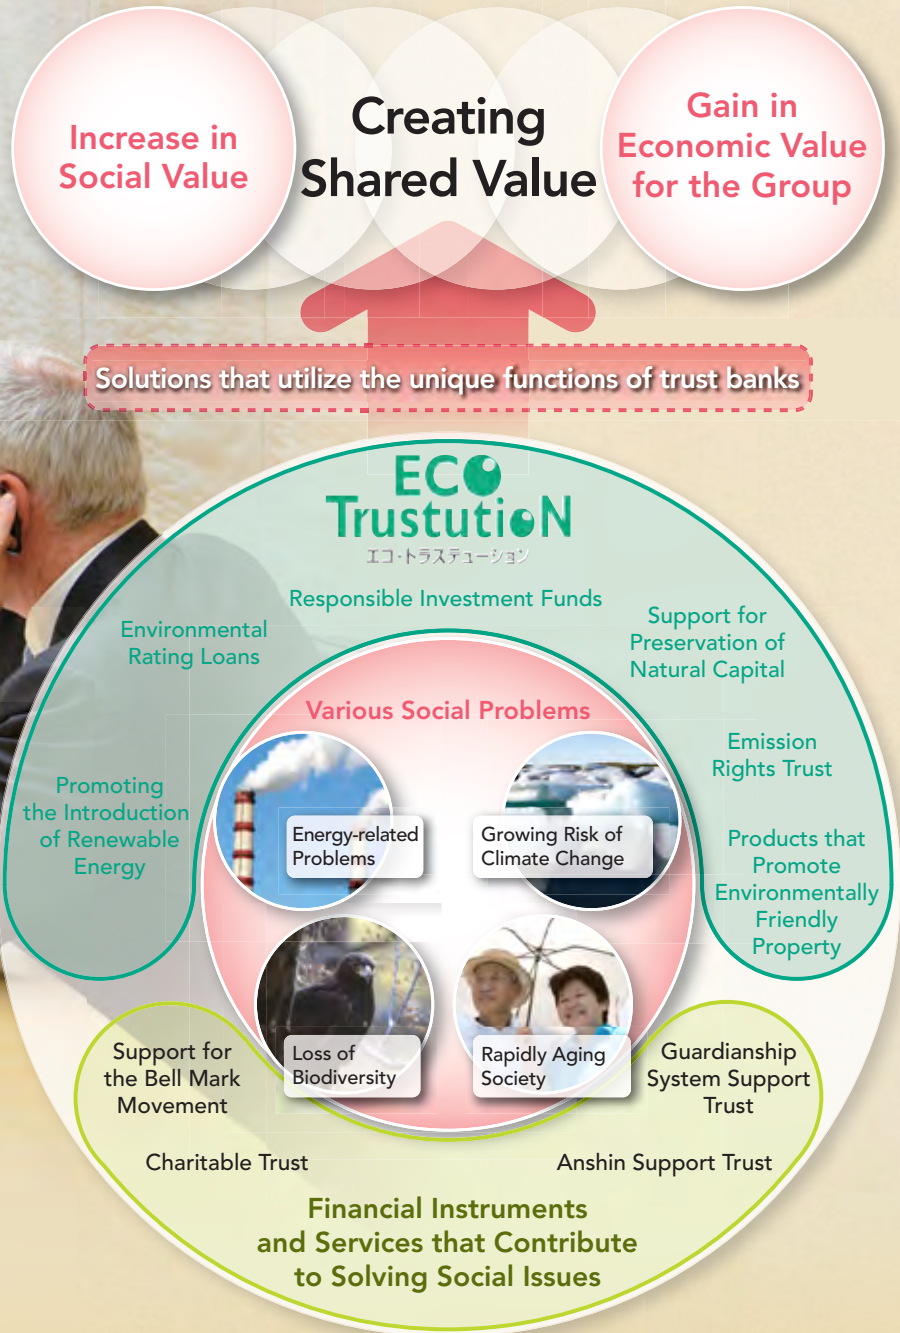 Increase in
Social Value
Creating
Shared Value
Gain in
Economic Value
for the Group
Solutions that utilize the unique functions of trust banks
ECO
TrustutioN
エコ・トラステューション
Responsible Investment Funds
Environmental
Rating Loans
Support for
Preservation of
Natural Capital
Various Social Problems
Emission
Rights Trust
Promoting
the Introduction
of Renewable
Energy
Energy-related
Problems
Growing Risk of
Climate Change
Products that
Promote
Environmentally
Friendly
Property
Loss of
Biodiversity
Rapidly Aging
Society
Support for
the Bell Mark
Movement
Guardianship
System Support
Trust
Charitable Trust
Anshin Support Trust
Financial Instruments
and Services that Contribute
to Solving Social Issues